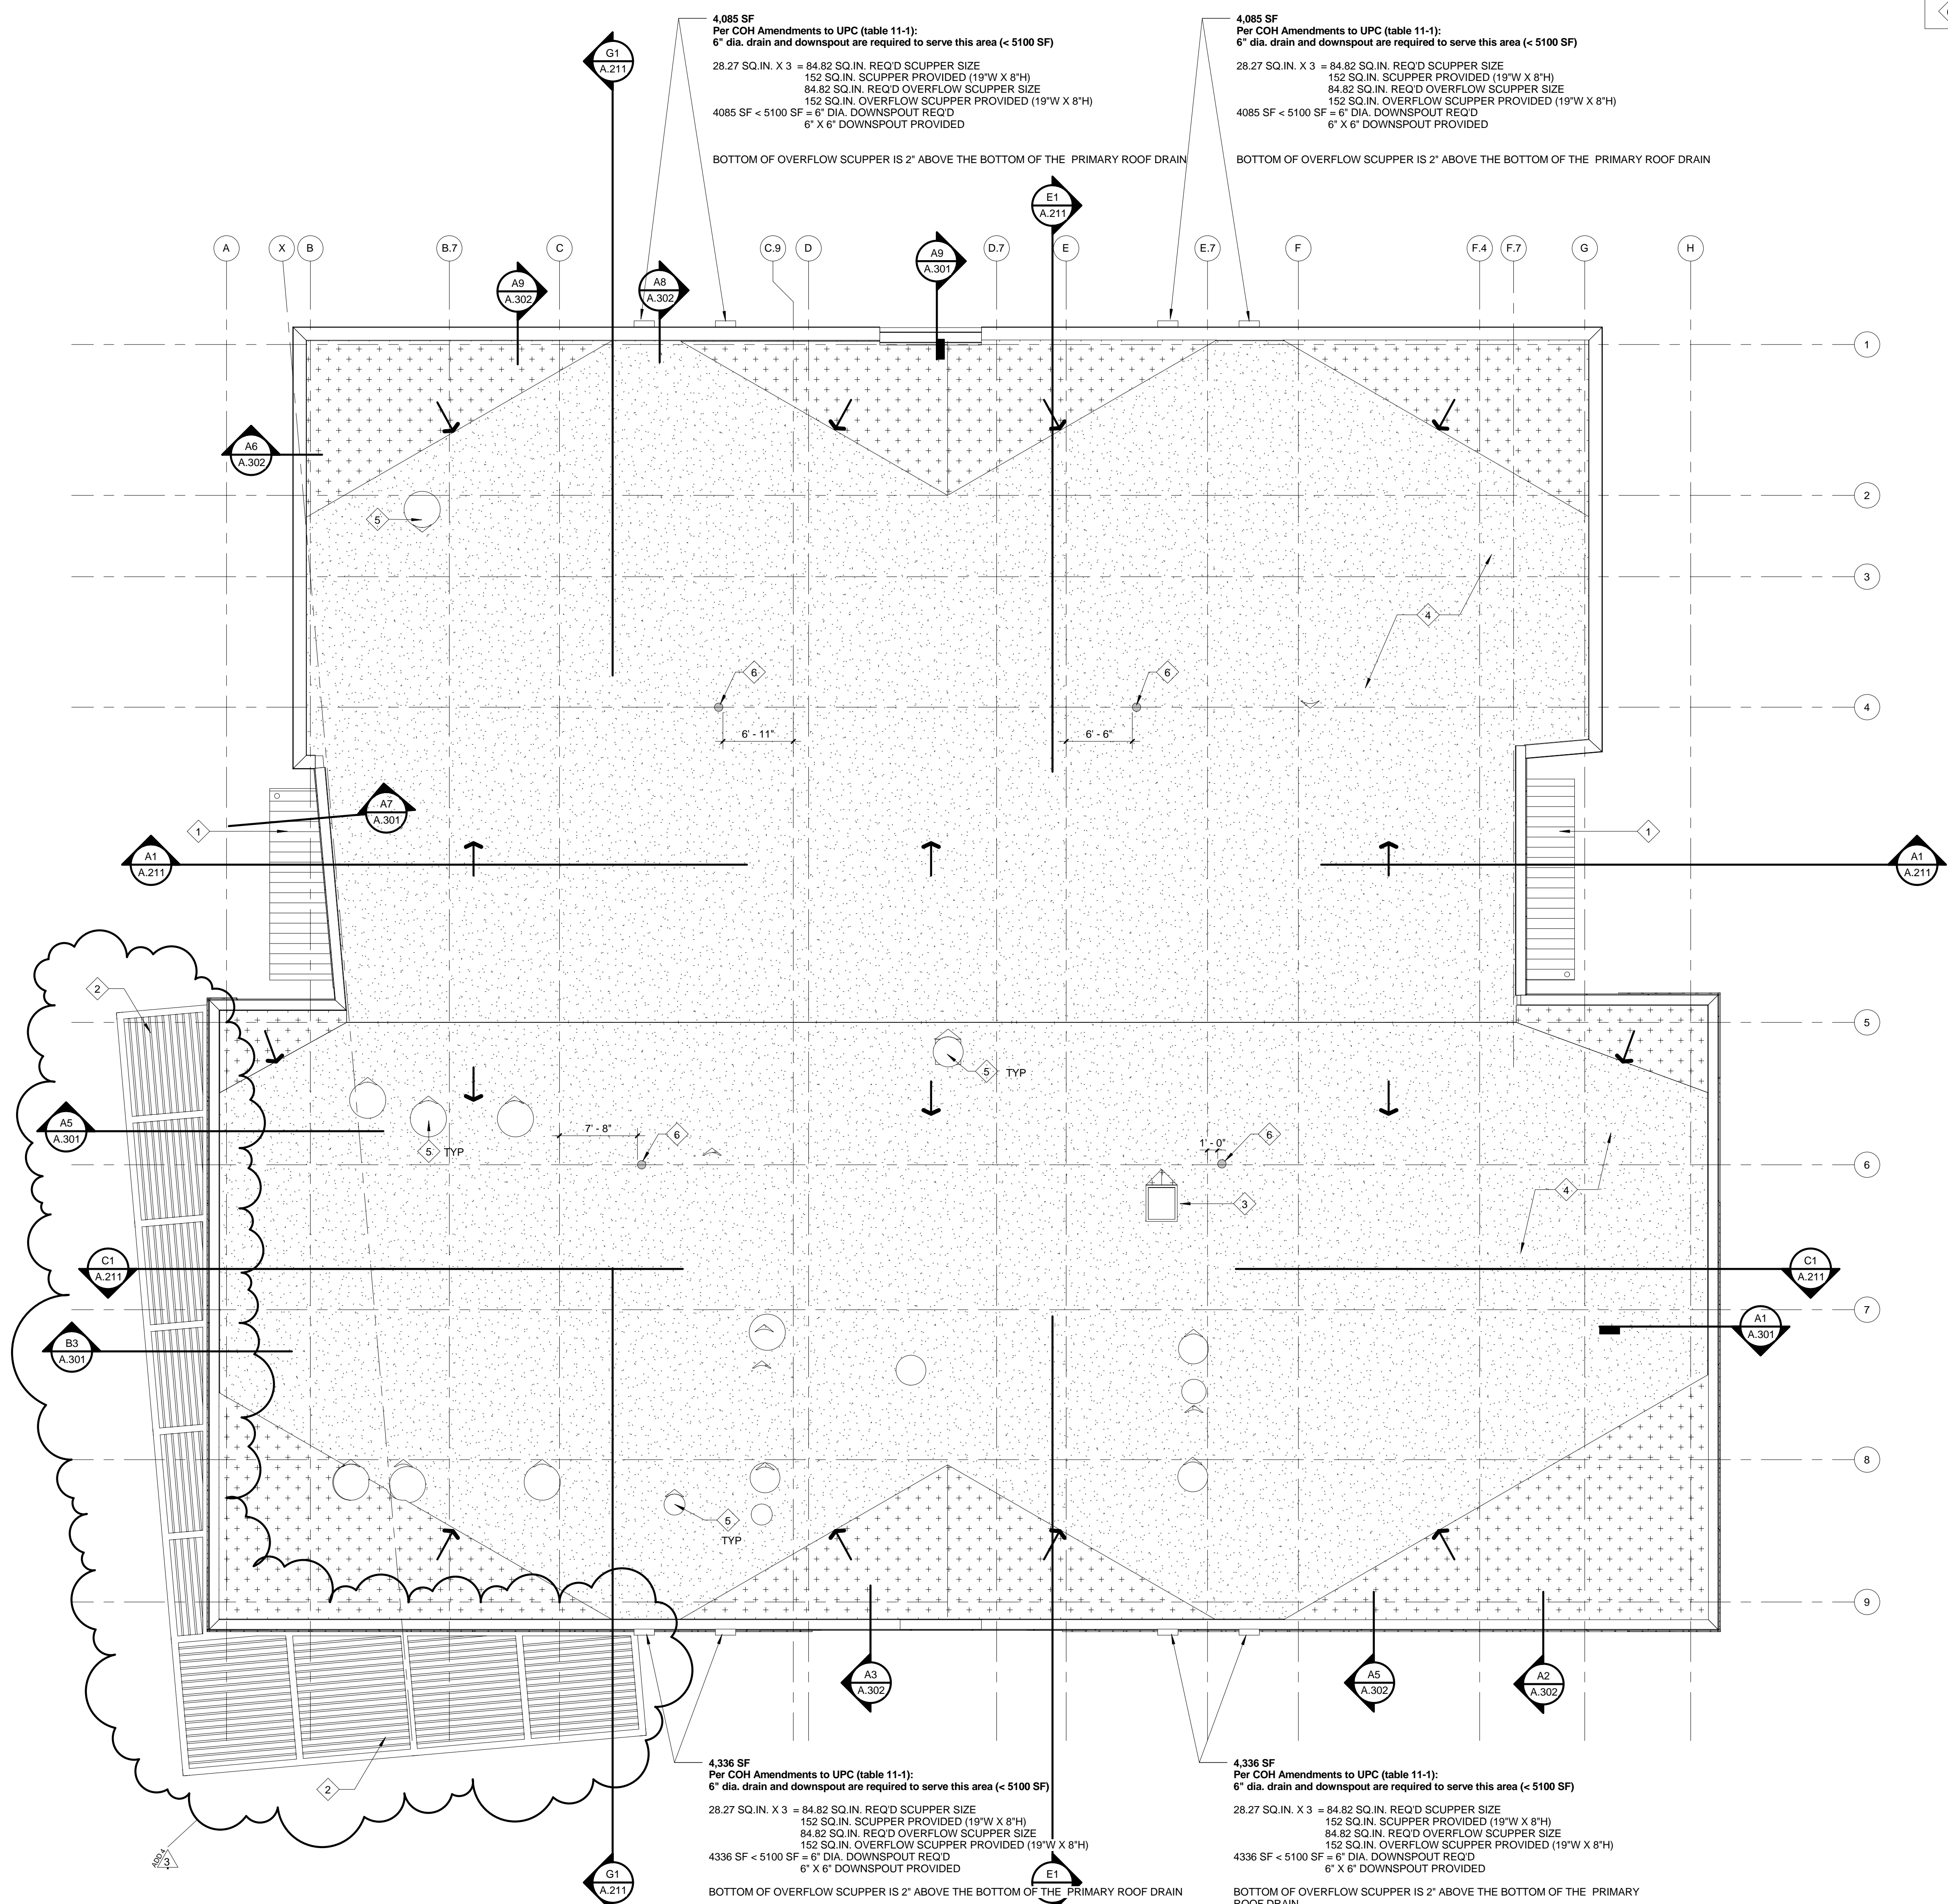 4,085 SF
Per COH Amendments to UPC (table 11-1):
6" dia. drain and downspout are required to serve this area (< 5100 SF)
28.27 SQ.IN. X 3 = 84.82 SQ.IN. REQ'D SCUPPER SIZE
152 SQ.IN. SCUPPER PROVIDED (19"W X 8"H)
84.82 SQ.IN. REQ'D OVERFLOW SCUPPER SIZE
152 SQ.IN. OVERFLOW SCUPPER PROVIDED (19"W X 8"H)
4085 SF < 5100 SF = 6" DIA. DOWNSPOUT REQ'D
6" X 6" DOWNSPOUT PROVIDED
BOTTOM OF OVERFLOW SCUPPER IS 2" ABOVE THE BOTTOM OF THE PRIMARY ROOF DRAIN
4,085 SF
Per COH Amendments to UPC (table 11-1):
6" dia. drain and downspout are required to serve this area (< 5100 SF)
28.27 SQ.IN. X 3 = 84.82 SQ.IN. REQ'D SCUPPER SIZE
152 SQ.IN. SCUPPER PROVIDED (19"W X 8"H)
84.82 SQ.IN. REQ'D OVERFLOW SCUPPER SIZE
152 SQ.IN. OVERFLOW SCUPPER PROVIDED (19"W X 8"H)
4085 SF < 5100 SF = 6" DIA. DOWNSPOUT REQ'D
6" X 6" DOWNSPOUT PROVIDED
BOTTOM OF OVERFLOW SCUPPER IS 2" ABOVE THE BOTTOM OF THE PRIMARY ROOF DRAIN
G1
A.211
E1
A.211
A
X
B
B.7
C
C.9
D
D.7
E
E.7
F
F.4
F.7
G
H
A9
A.302
A8
A.302
A9
A.301
1
A6
A.302
2
5
3
4
6
6
4
6' - 11"
6' - 6"
A7
A.301
1
1
A1
A.211
A1
A.211
2
5
5 TYP
A5
A.301
5 TYP
7' - 8"
6
1' - 0"
6
6
4
3
C1
A.211
C1
A.211
7
B3
A.301
A1
A.301
8
5
TYP
9
A3
A.302
A5
A.302
A2
A.302
2
ADD.4
3
4,336 SF
Per COH Amendments to UPC (table 11-1):
6" dia. drain and downspout are required to serve this area (< 5100 SF)
28.27 SQ.IN. X 3 = 84.82 SQ.IN. REQ'D SCUPPER SIZE
152 SQ.IN. SCUPPER PROVIDED (19"W X 8"H)
84.82 SQ.IN. REQ'D OVERFLOW SCUPPER SIZE
152 SQ.IN. OVERFLOW SCUPPER PROVIDED (19"W X 8"H)
4336 SF < 5100 SF = 6" DIA. DOWNSPOUT REQ'D
6" X 6" DOWNSPOUT PROVIDED
BOTTOM OF OVERFLOW SCUPPER IS 2" ABOVE THE BOTTOM OF THE PRIMARY ROOF DRAIN
4,336 SF
Per COH Amendments to UPC (table 11-1):
6" dia. drain and downspout are required to serve this area (< 5100 SF)
28.27 SQ.IN. X 3 = 84.82 SQ.IN. REQ'D SCUPPER SIZE
152 SQ.IN. SCUPPER PROVIDED (19"W X 8"H)
84.82 SQ.IN. REQ'D OVERFLOW SCUPPER SIZE
152 SQ.IN. OVERFLOW SCUPPER PROVIDED (19"W X 8"H)
4336 SF < 5100 SF = 6" DIA. DOWNSPOUT REQ'D
6" X 6" DOWNSPOUT PROVIDED
BOTTOM OF OVERFLOW SCUPPER IS 2" ABOVE THE BOTTOM OF THE PRIMARY
ROOF DRAIN
G1
A.211
E1